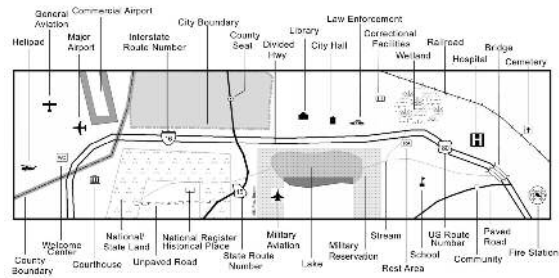 General
Aviation
Commercial Airport
Helipad
Major
Airport
Interstate
Route Number
City Boundary
County
Seat
Divided
Hwy
Library
City Hall
Law Enforcement
Correctional
Facilities
Wetland
Railroad
Hospital
Bridge
Cemetery
H
County
Boundary
Welcome
Center
Courthouse
National/
State Land
Unpaved Road
National Register
Historical Place
State Route
Number
Military
Aviation
Lake
Military
Reservation
Stream
Rest Area
School
US Route
Number
Community
Paved
Road
Fire Station